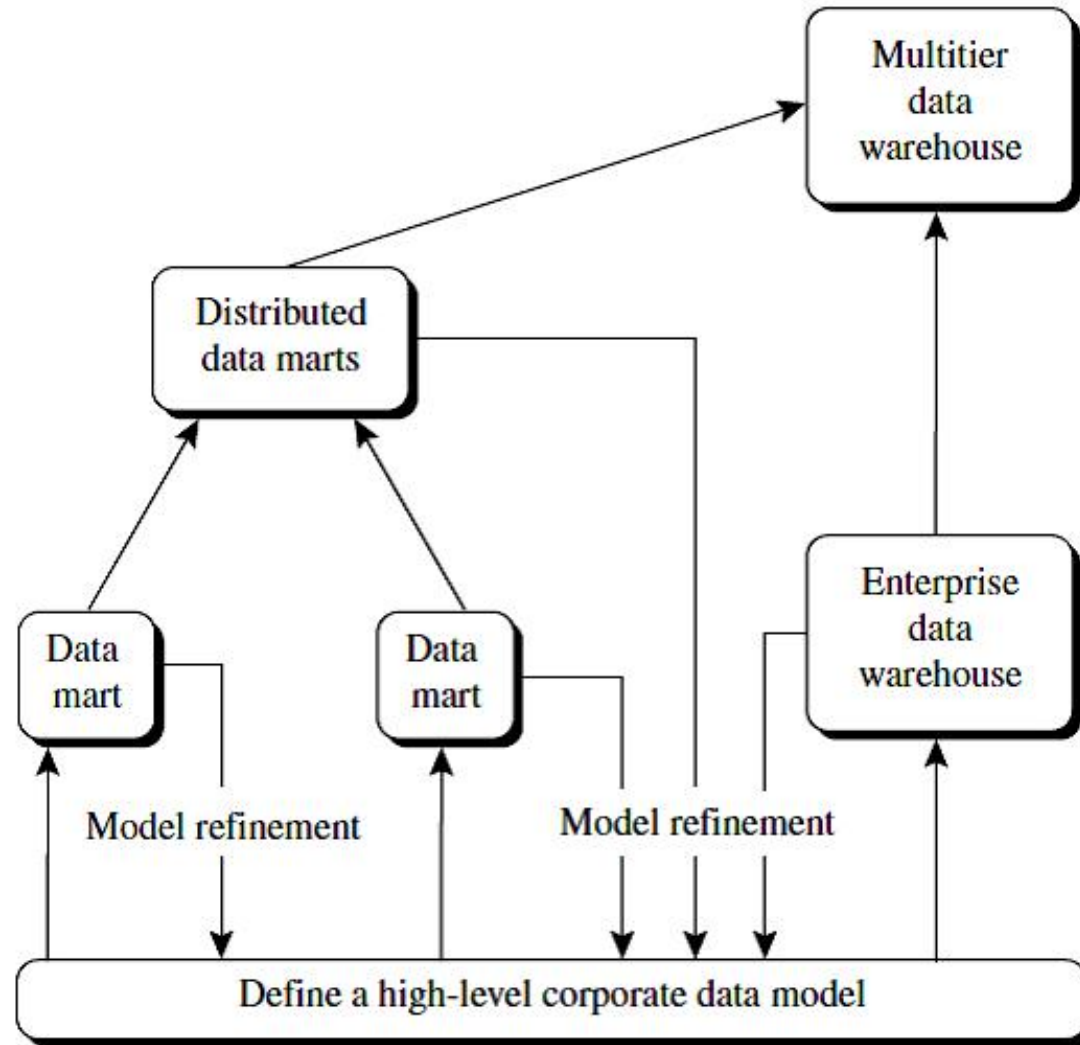 Multitier
data
warehouse
Distributed
data marts
Data
mart
Data
mart
Enterprise
data
warehouse
Model refinement
Model refinement
Define a high-level corporate data model